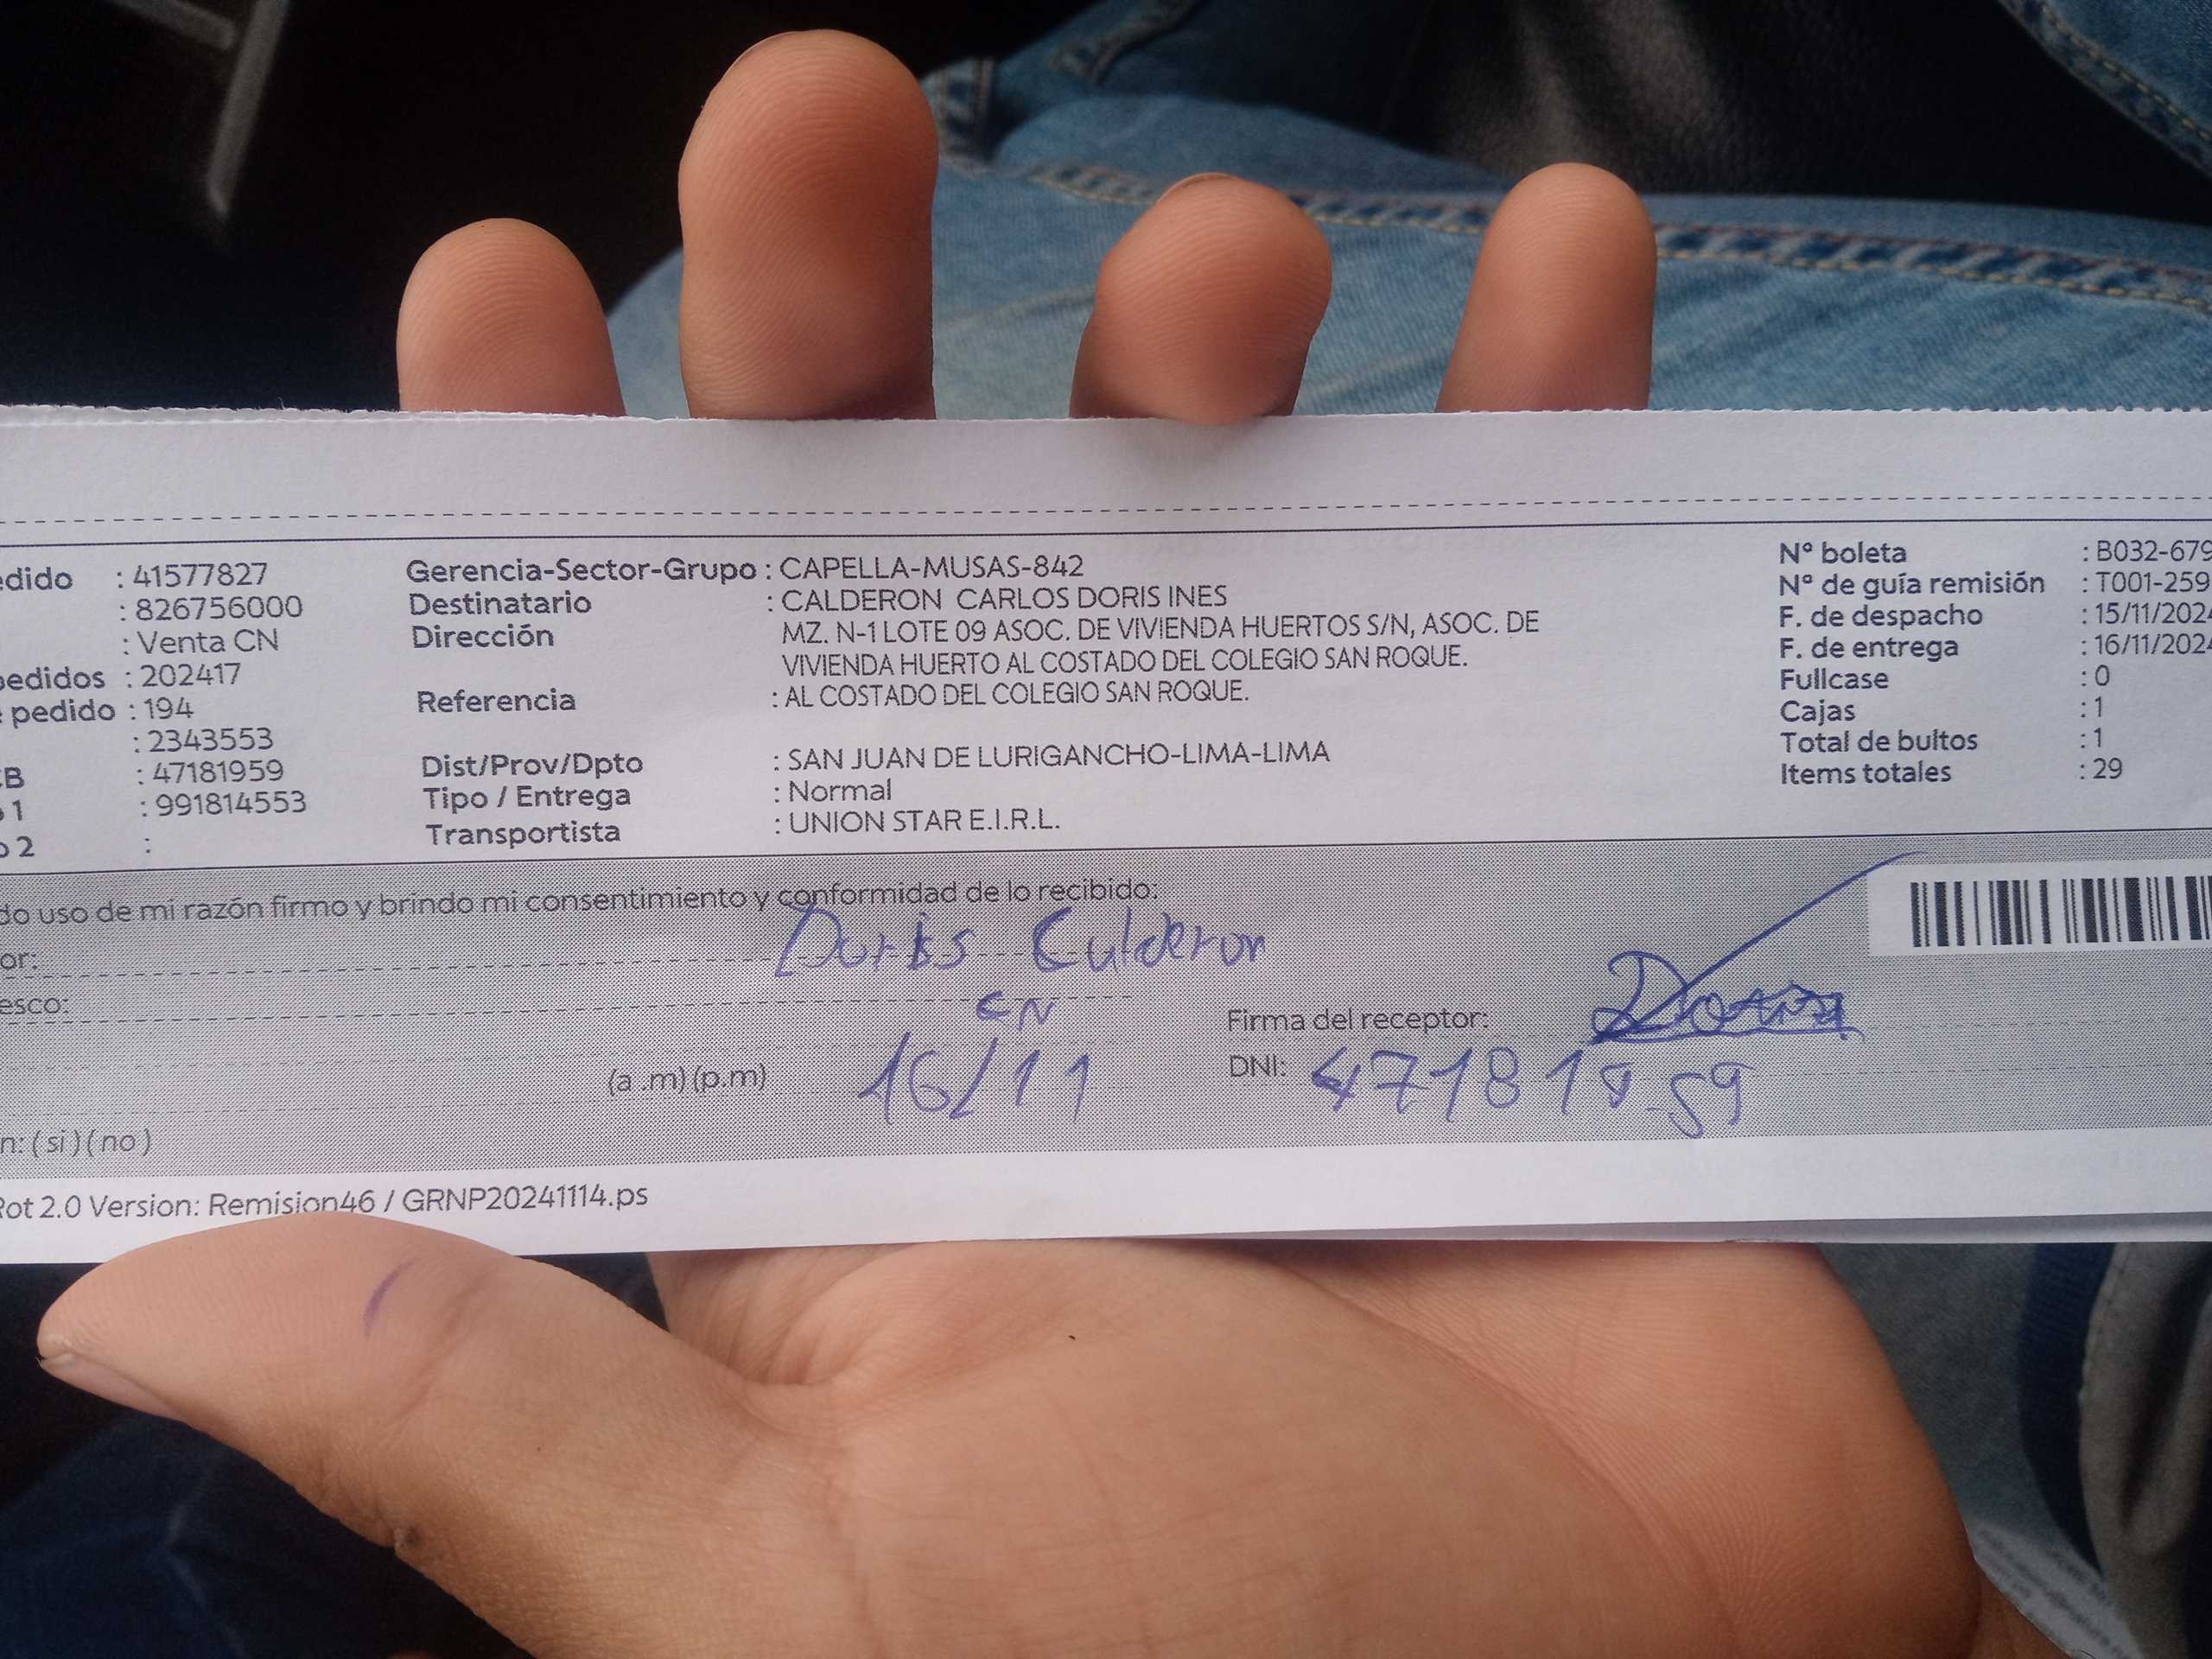 edido : 41577827
: 826756000
: Venta CN
pedidos : 202417
pedido : 194
: 2343553
CB : 47181959
o 1 : 991814553
o 2 :
Gerencia-Sector-Grupo : CAPELLA-MUSAS-842
Destinatario : CALDERON CARLOS DORIS INES
Dirección MZ. N-1 LOTE 09 ASOC. DE VIVIENDA HUERTOS S/N, ASOC. DE
VIVIENDA HUERTO AL COSTADO DEL COLEGIO SAN ROQUE.
Referencia : AL COSTADO DEL COLEGIO SAN ROQUE.
Dist/Prov/Dpto : SAN JUAN DE LURIGANCHO-LIMA-LIMA
Tipo / Entrega : Normal
Transportista : UNION STAR E.I.R.L.
Nº boleta : B032-679
Nº de guía remisión : T001-259
F. de despacho : 15/11/2024
F. de entrega : 16/11/2024
Fullcase : 0
Cajas : 1
Total de bultos : 1
Items totales : 29
do uso de mi razón firmo y brindo mi consentimiento y conformidad de lo recibido:
or: Doris Calderon
esco: CN
Firma del receptor: Doris
(a .m) (p.m) 16/11
DNI: 47181959
n: ( si ) ( no )
Rot 2.0 Version: Remision46 / GRNP20241114.ps